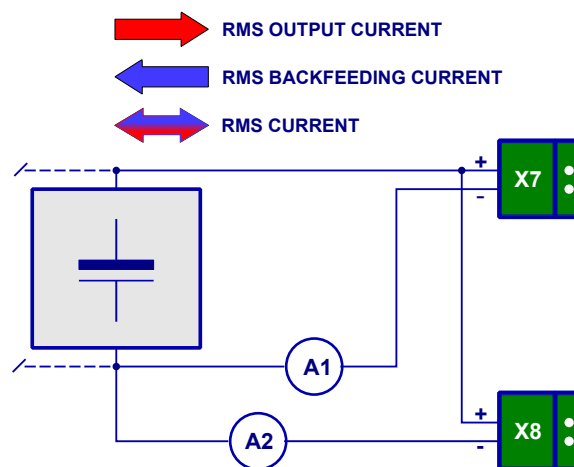 RMS OUTPUT CURRENT
RMS BACKFEEDING CURRENT
RMS CURRENT
+
X7
-
A1
+
A2
X8
-